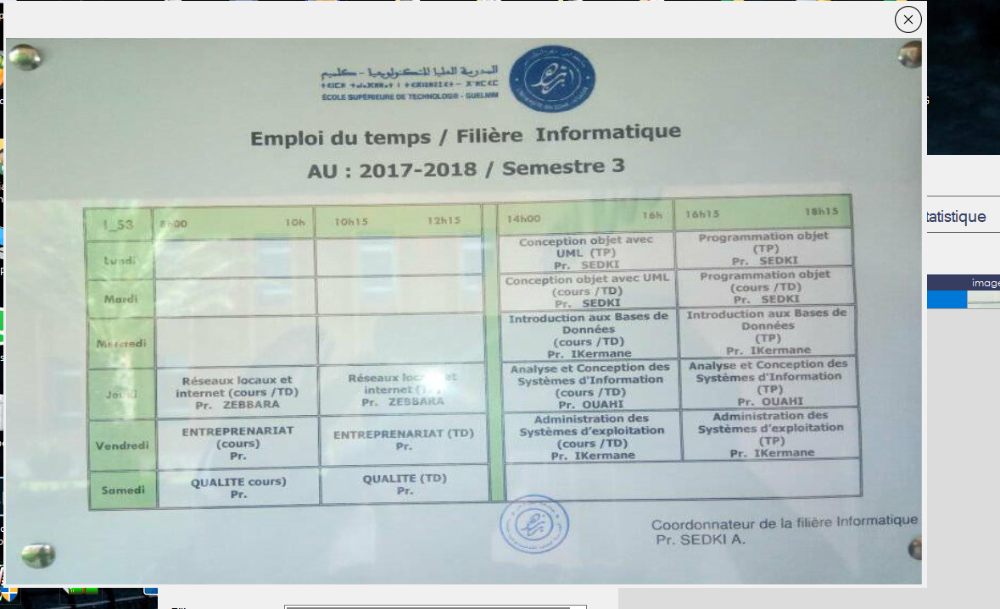 المدرسة العليا للتكنولوجيا - كلميم
ÉCOLE SUPÉRIEURE DE TECHNOLOGIE - GUELMIM
Emploi du temps / Filière Informatique
AU : 2017-2018 / Semestre 3
I_S3 8h00 10h 10h15 12h15 14h00 16h 16h15 18h15
Lundi
Conception objet avec
UML (TP)
Pr. SEDKI
Programmation objet
(TP)
Pr. SEDKI
Mardi
Conception objet avec UML
(cours /TD)
Pr. SEDKI
Programmation objet
(cours /TD)
Pr. SEDKI
Mercredi
Introduction aux Bases de
Données
(cours /TD)
Pr. IKermane
Introduction aux Bases de
Données
(TP)
Pr. IKermane
Jeudi
Réseaux locaux et
internet (cours /TD)
Pr. ZEBBARA
Réseaux locaux et
internet
Pr. ZEBBARA
Analyse et Conception des
Systèmes d'Information
(cours /TD)
Pr. OUAHI
Analyse et Conception des
Systèmes d'Information
(TP)
Pr. OUAHI
Vendredi
ENTREPRENARIAT
(cours)
Pr.
ENTREPRENARIAT (TD)
Pr.
Administration des
Systèmes d'exploitation
(cours /TD)
Pr. IKermane
Administration des
Systèmes d'exploitation
(TP)
Pr. IKermane
Samedi
QUALITE cours)
Pr.
QUALITE (TD)
Pr.
Coordonnateur de la filière Informatique
Pr. SEDKI A.
tatistique
image